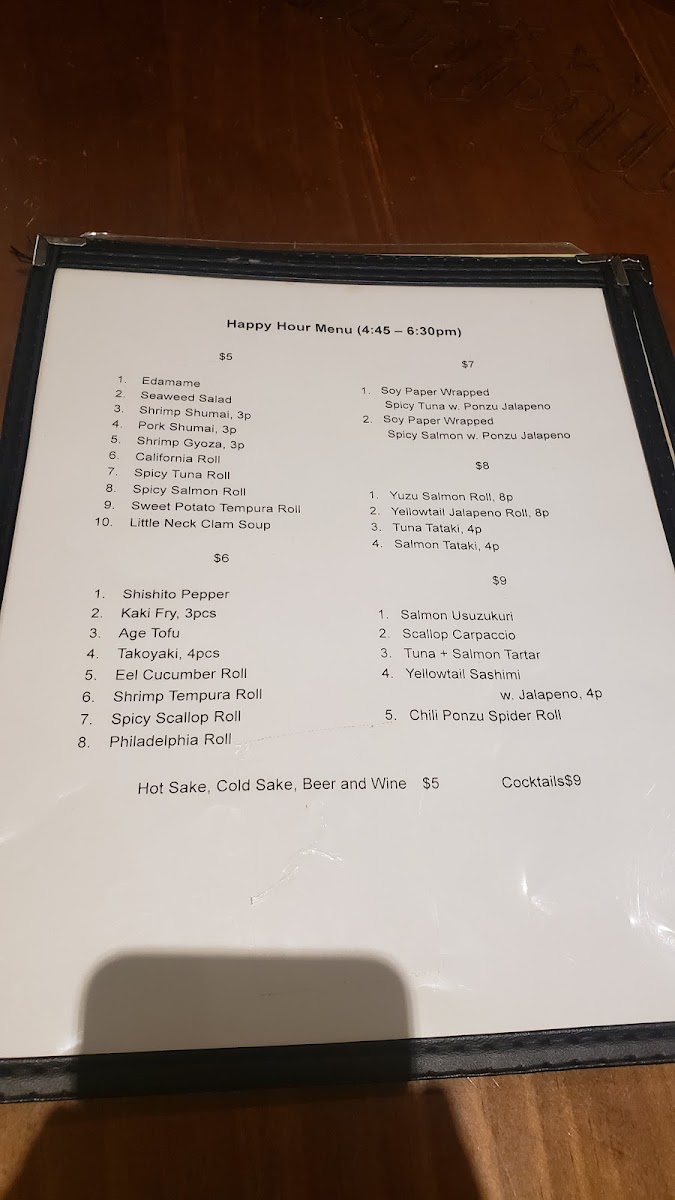 Happy Hour Menu (4:45 – 6:30pm)
$5
1. Edamame
2. Seaweed Salad
3. Shrimp Shumai, 3p
4. Pork Shumai, 3p
5. Shrimp Gyoza, 3p
6. California Roll
7. Spicy Tuna Roll
8. Spicy Salmon Roll
9. Sweet Potato Tempura Roll
10. Little Neck Clam Soup
$6
1. Shishito Pepper
2. Kaki Fry, 3pcs
3. Age Tofu
4. Takoyaki, 4pcs
5. Eel Cucumber Roll
6. Shrimp Tempura Roll
7. Spicy Scallop Roll
8. Philadelphia Roll
$7
1. Soy Paper Wrapped
Spicy Tuna w. Ponzu Jalapeno
2. Soy Paper Wrapped
Spicy Salmon w. Ponzu Jalapeno
$8
1. Yuzu Salmon Roll, 8p
2. Yellowtail Jalapeno Roll, 8p
3. Tuna Tataki, 4p
4. Salmon Tataki, 4p
$9
1. Salmon Usuzukuri
2. Scallop Carpaccio
3. Tuna + Salmon Tartar
4. Yellowtail Sashimi
w. Jalapeno, 4p
5. Chili Ponzu Spider Roll
Hot Sake, Cold Sake, Beer and Wine $5 Cocktails$9